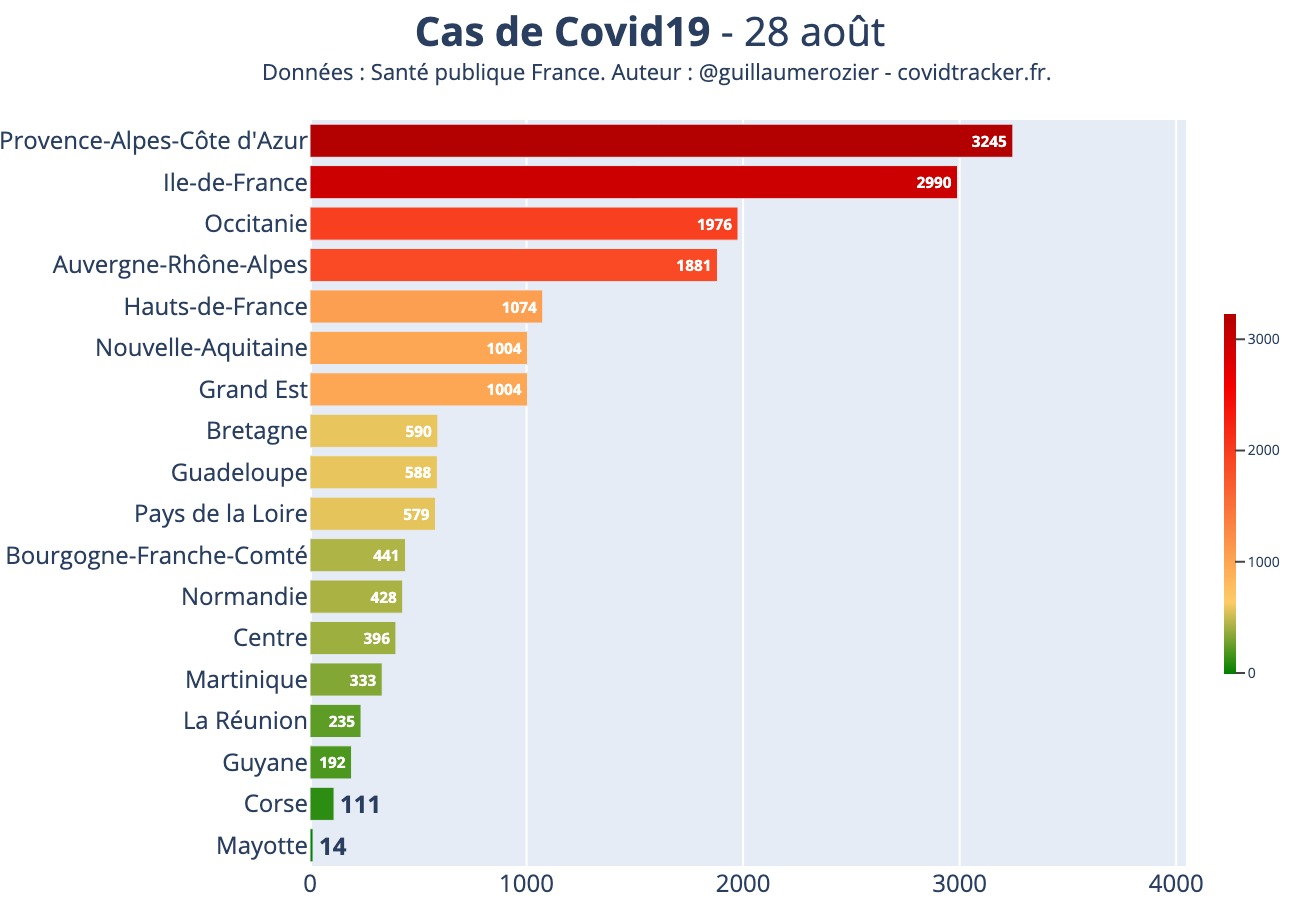 Cas de Covid19 - 28 août
Données : Santé publique France. Auteur : @guillaumerozier - covidtracker.fr.
Provence-Alpes-Côte d'Azur 3245
Ile-de-France 2990
Occitanie 1976
Auvergne-Rhône-Alpes 1881
Hauts-de-France 1074
Nouvelle-Aquitaine 1004
Grand Est 1004
Bretagne 590
Guadeloupe 588
Pays de la Loire 579
Bourgogne-Franche-Comté 441
Normandie 428
Centre 396
Martinique 333
La Réunion 235
Guyane 192
Corse 111
Mayotte 14
0 1000 2000 3000 4000
3000
2000
1000
0